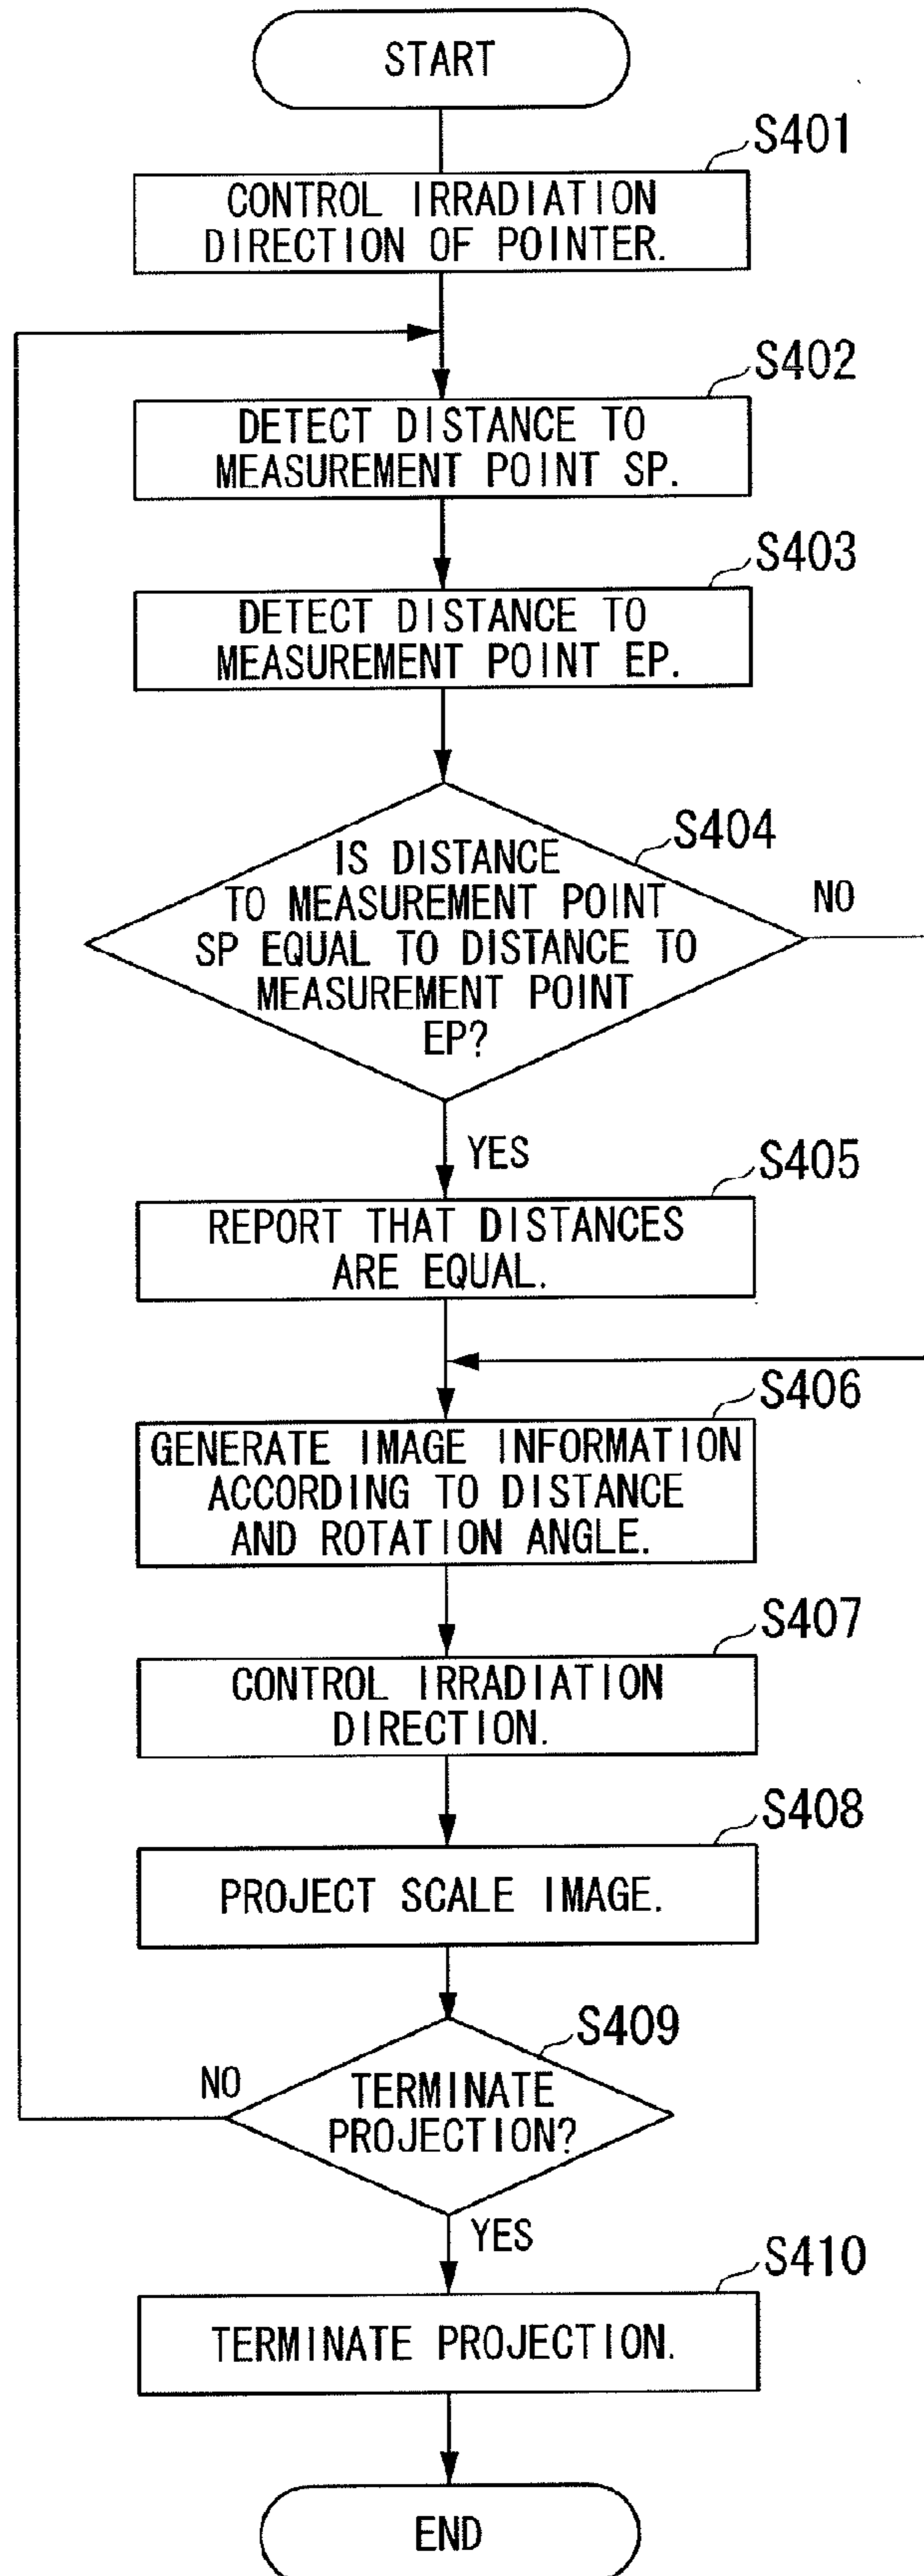 START
S401
CONTROL IRRADIATION
DIRECTION OF POINTER.
S402
DETECT DISTANCE TO
MEASUREMENT POINT SP.
S403
DETECT DISTANCE TO
MEASUREMENT POINT EP.
S404
IS DISTANCE
TO MEASUREMENT POINT
SP EQUAL TO DISTANCE TO
MEASUREMENT POINT
EP?
NO
YES
S405
REPORT THAT DISTANCES
ARE EQUAL.
S406
GENERATE IMAGE INFORMATION
ACCORDING TO DISTANCE
AND ROTATION ANGLE.
S407
CONTROL IRRADIATION
DIRECTION.
S408
PROJECT SCALE IMAGE.
S409
TERMINATE
PROJECTION?
NO
YES
S410
TERMINATE PROJECTION.
END